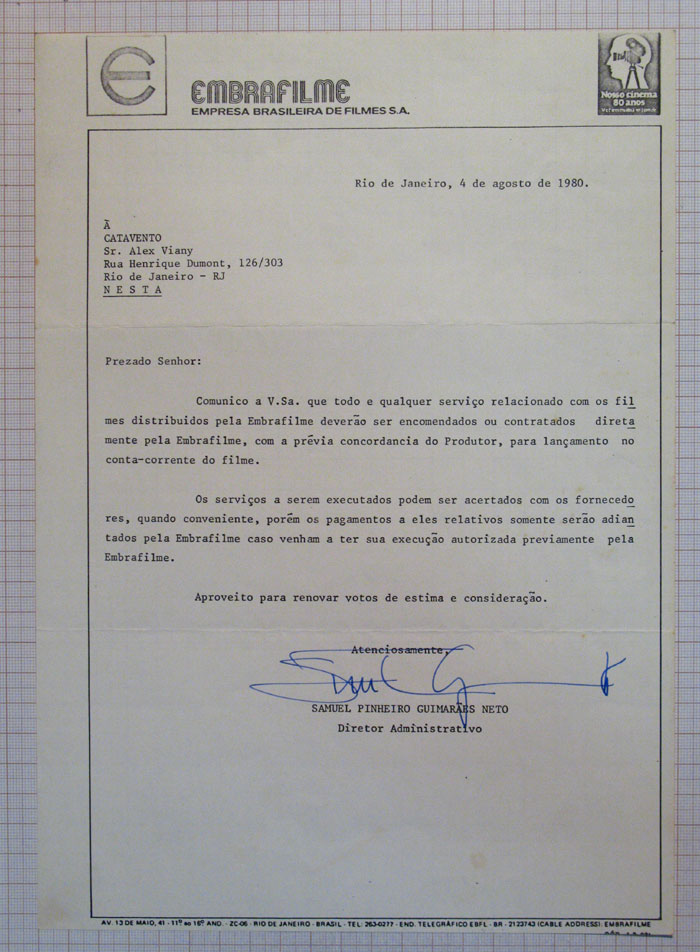 EMBRAFILME
EMPRESA BRASILEIRA DE FILMES S.A.
Nosso cinema
80 anos
Rio de Janeiro, 4 de agosto de 1980.
Ã
CATAVENTO
Sr. Alex Viany
Rua Henrique Dumont, 126/303
Rio de Janeiro - RJ
N E S T A
Prezado Senhor:
Comunico a V.Sa. que todo e qualquer serviço relacionado com os fil
mes distribuidos pela Embrafilme deverão ser encomendados ou contratados direta
mente pela Embrafilme, com a prévia concordancia do Produtor, para lançamento no
conta-corrente do filme.
Os serviços a serem executados podem ser acertados com os fornecedo
res, quando conveniente, porém os pagamentos a eles relativos somente serão adian
tados pela Embrafilme caso venham a ter sua execução autorizada previamente pela
Embrafilme.
Aproveito para renovar votos de estima e consideração.
Atenciosamente,
SAMUEL PINHEIRO GUIMARÃES NETO
Diretor Administrativo
AV. 13 DE MAIO, 41 - 11º ao 16º AND. - ZC-06 - RIO DE JANEIRO - BRASIL - TEL. 263-0277 - END. TELEGRÁFICO EBFL - BR - 2123743 (CABLE ADDRESS). EMBRAFILME